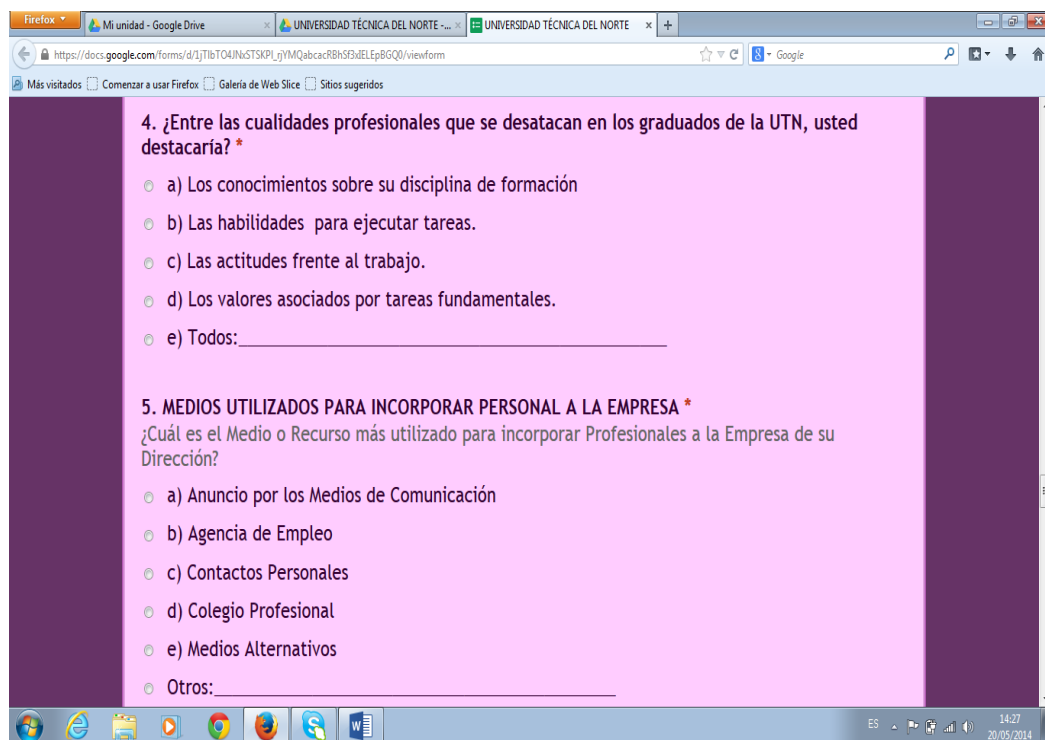 Firefox
Mi unidad - Google Drive
UNIVERSIDAD TÉCNICA DEL NORTE -...
UNIVERSIDAD TÉCNICA DEL NORTE
https://docs.google.com/forms/d/1jTIbTO4JNxSTSKPl_rjYMQabcacRBhSf3xIELEpBGQ0/viewform
Google
Más visitados
Comenzar a usar Firefox
Galería de Web Slice
Sitios sugeridos
4. ¿Entre las cualidades profesionales que se desatacan en los graduados de la UTN, usted
destacaría? *
a) Los conocimientos sobre su disciplina de formación
b) Las habilidades para ejecutar tareas.
c) Las actitudes frente al trabajo.
d) Los valores asociados por tareas fundamentales.
e) Todos:_______________________________________
5. MEDIOS UTILIZADOS PARA INCORPORAR PERSONAL A LA EMPRESA *
¿Cuál es el Medio o Recurso más utilizado para incorporar Profesionales a la Empresa de su
Dirección?
a) Anuncio por los Medios de Comunicación
b) Agencia de Empleo
c) Contactos Personales
d) Colegio Profesional
e) Medios Alternativos
Otros:_____________________________________
ES
14:27
20/05/2014